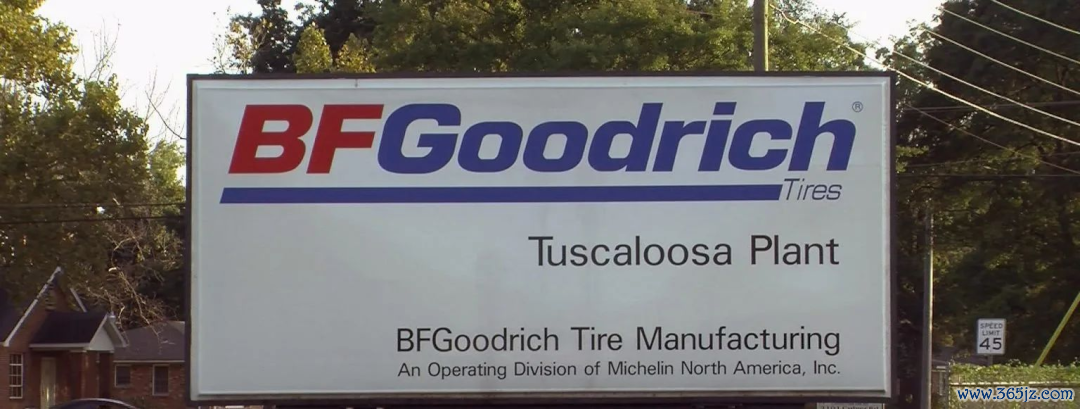 BFGoodrich®
Tires
Tuscaloosa Plant
BFGoodrich Tire Manufacturing
An Operating Division of Michelin North America, Inc.
SPEED
LIMIT
45
www.365jz.com